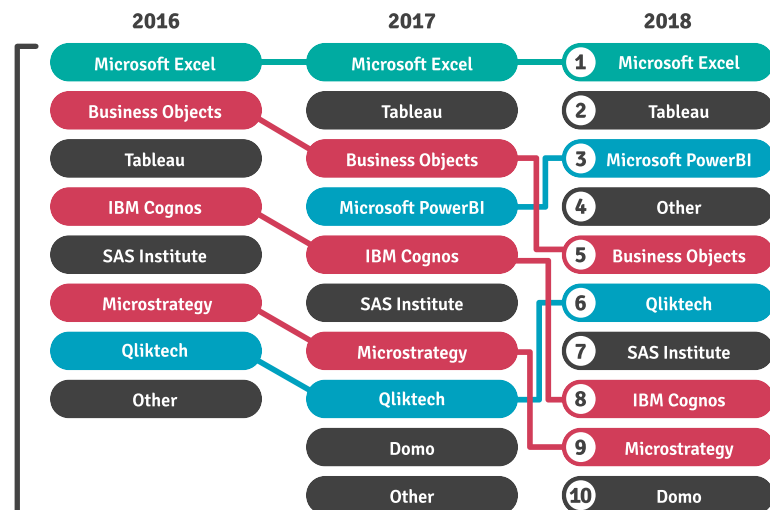 2016 2017 2018
Microsoft Excel Microsoft Excel 1 Microsoft Excel
Business Objects Tableau 2 Tableau
Tableau Business Objects 3 Microsoft PowerBI
IBM Cognos Microsoft PowerBI 4 Other
SAS Institute IBM Cognos 5 Business Objects
Microstrategy SAS Institute 6 Qliktech
Qliktech Microstrategy 7 SAS Institute
Other Qliktech 8 IBM Cognos
Domo 9 Microstrategy
Other 10 Domo